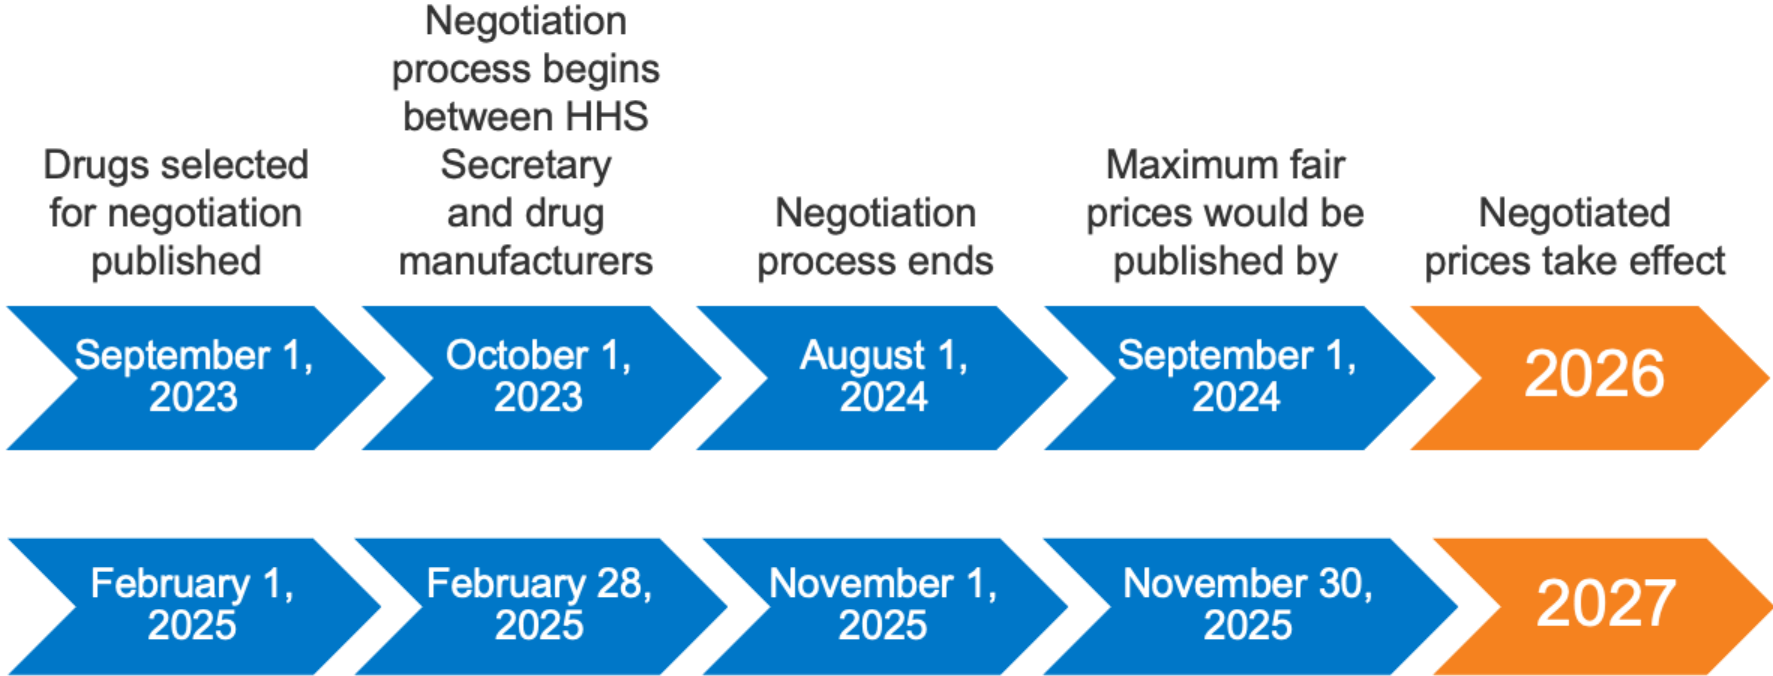 Drugs selected
for negotiation
published
Negotiation
process begins
between HHS
Secretary
and drug
manufacturers
Negotiation
process ends
Maximum fair
prices would be
published by
Negotiated
prices take effect
September 1,
2023
October 1,
2023
August 1,
2024
September 1,
2024
2026
February 1,
2025
February 28,
2025
November 1,
2025
November 30,
2025
2027